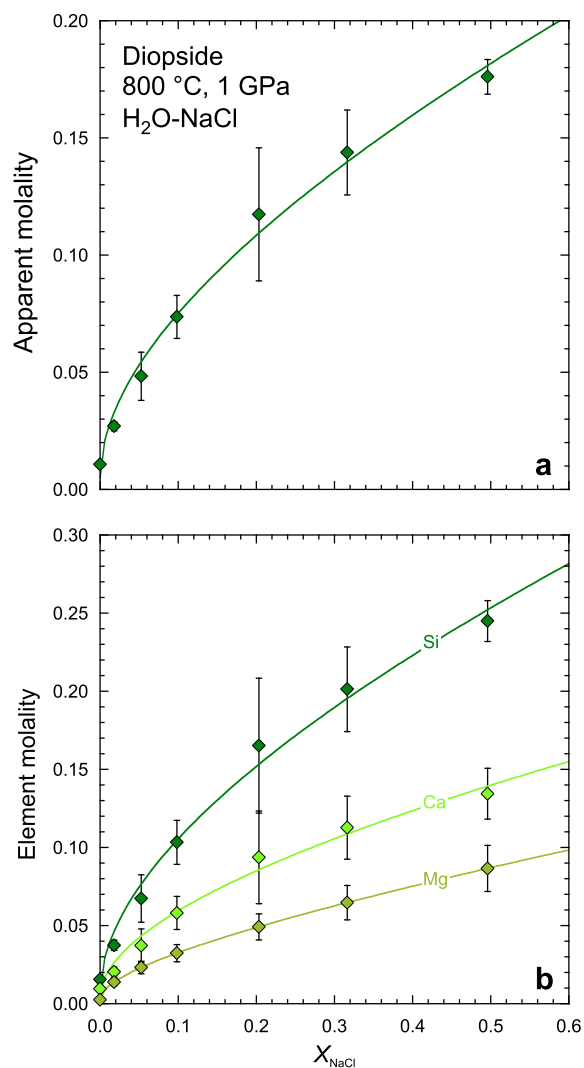 0.20
Diopside
800 °C, 1 GPa
H₂O-NaCl
0.15
0.10
0.05
0.00
Apparent molality
a
0.30
0.25
0.20
0.15
0.10
0.05
0.00
Element molality
Si
Ca
Mg
b
0.0 0.1 0.2 0.3 0.4 0.5 0.6
X_NaCl